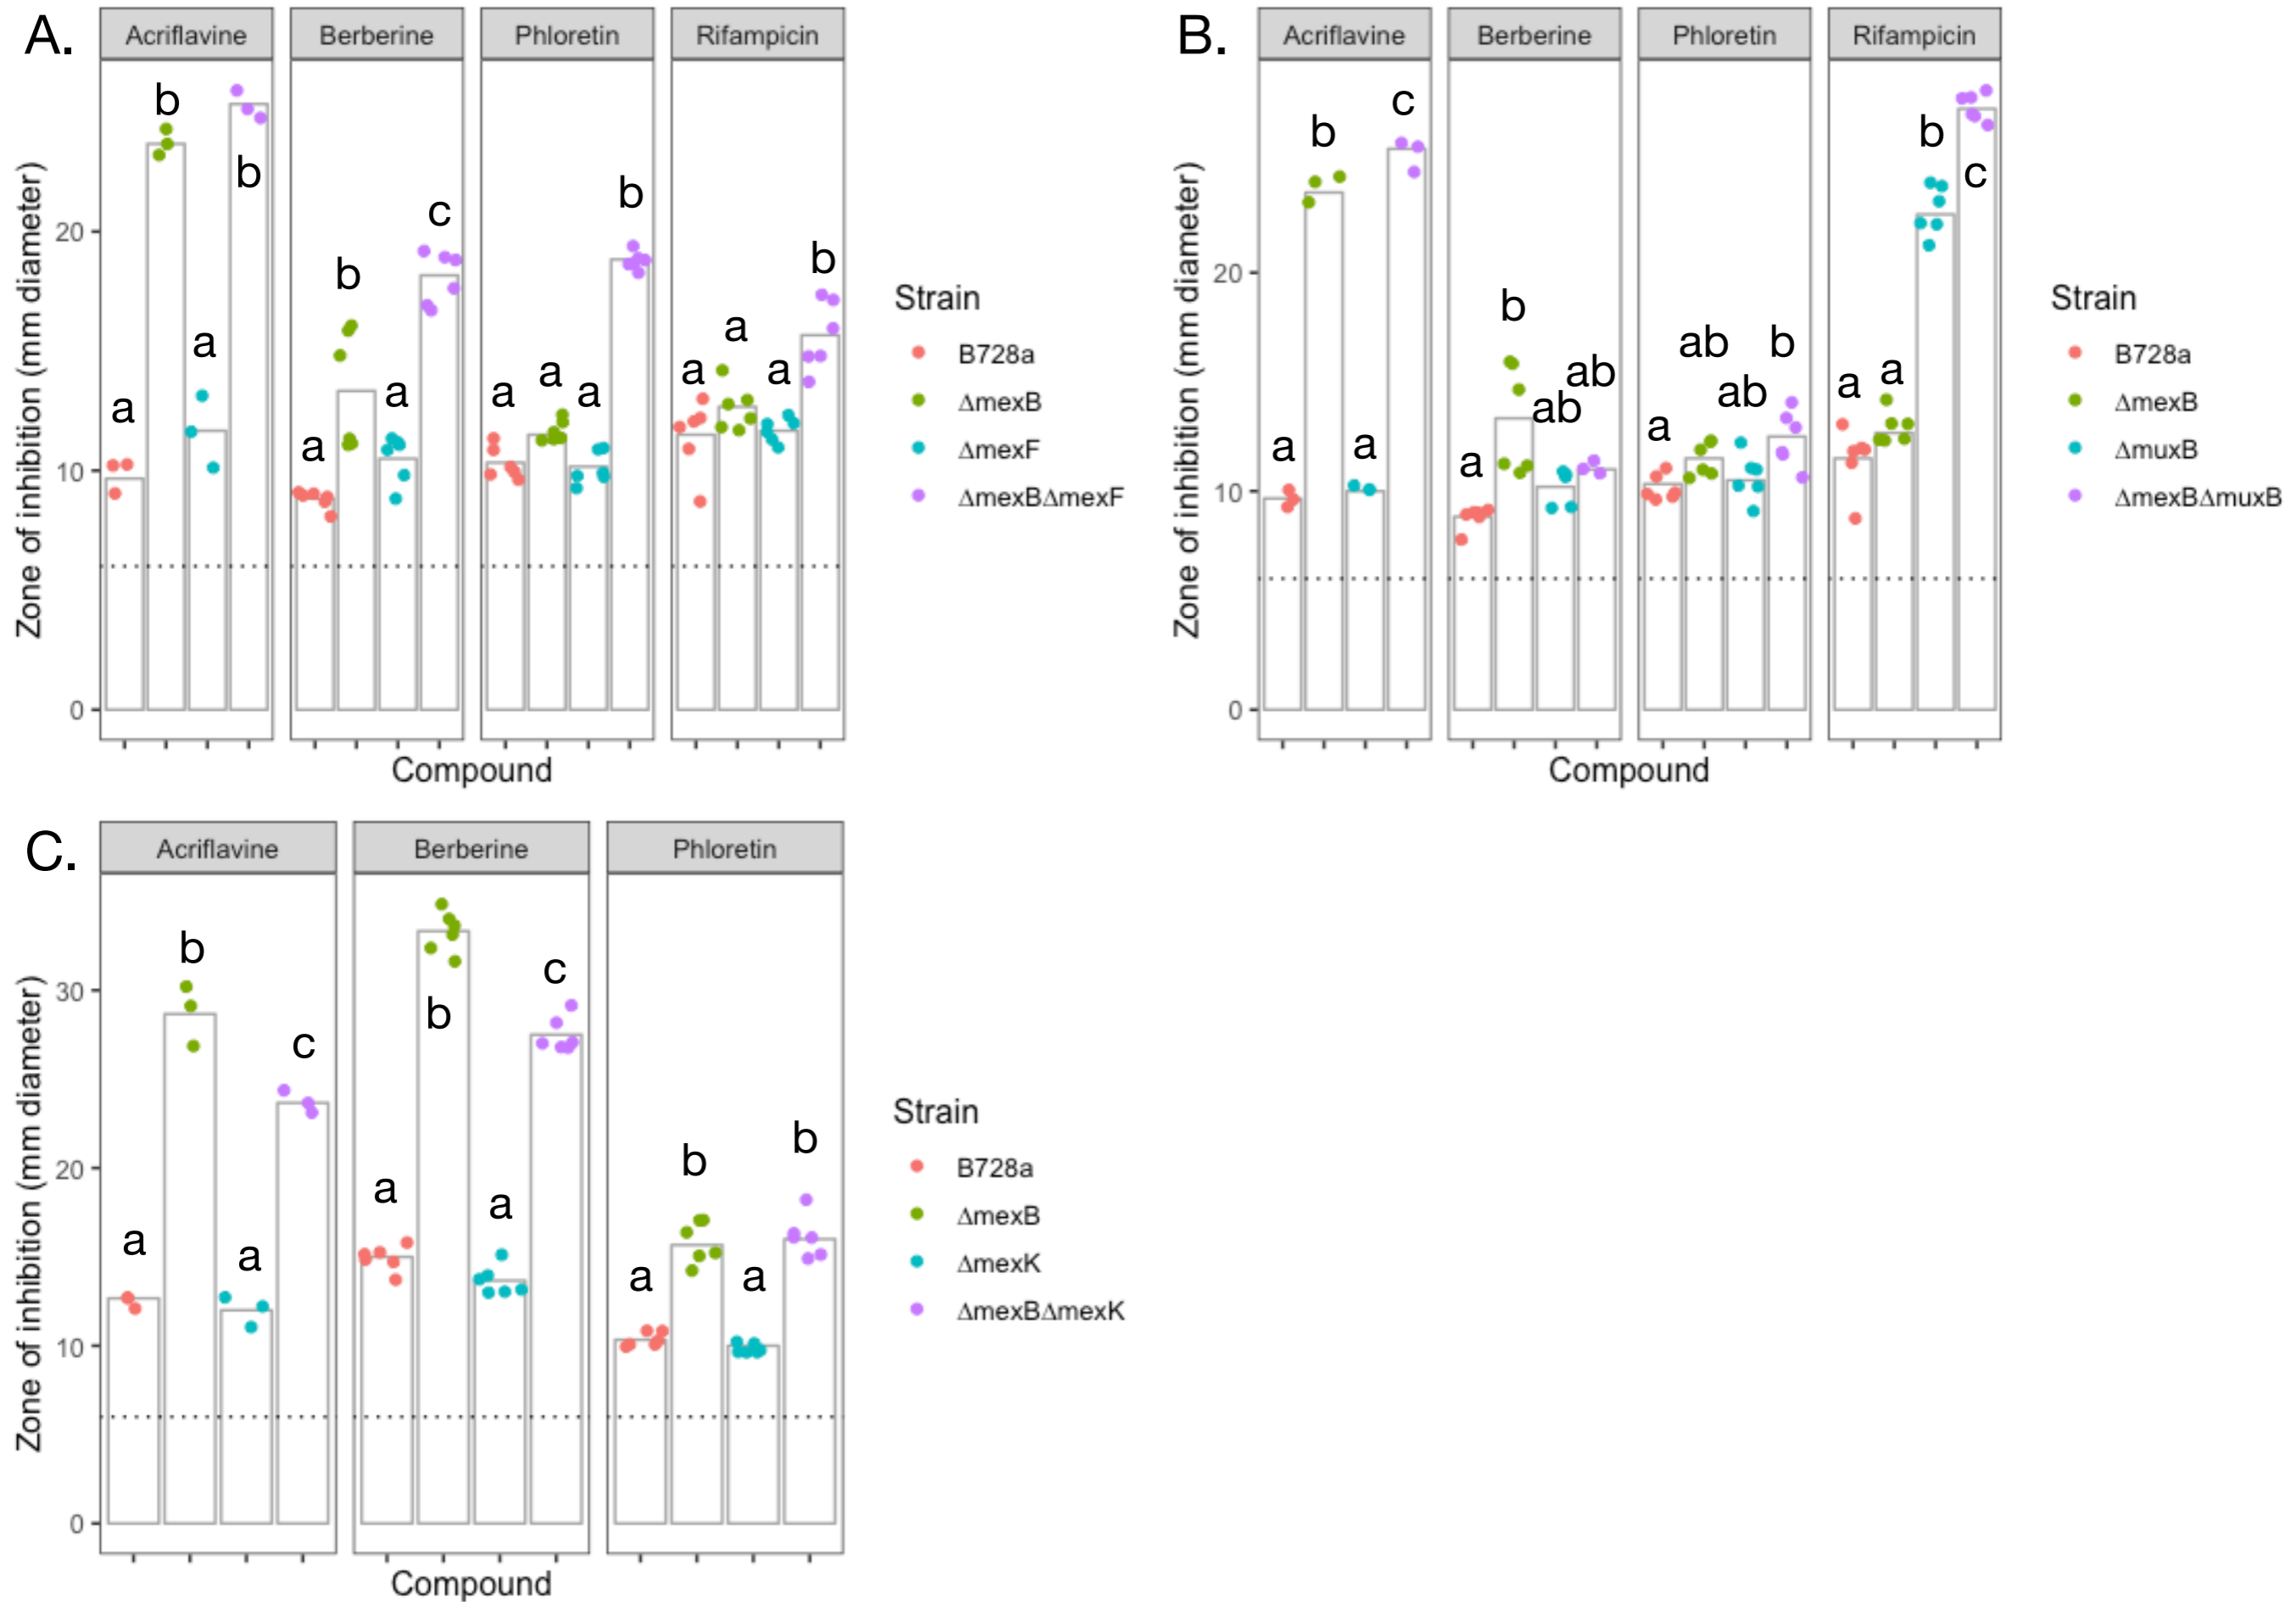 A.
Acriflavine Berberine Phloretin Rifampicin
Zone of inhibition (mm diameter)
20
10
0
a b a b
a b a c
a a a b
a a a b
Compound
Strain
B728a
ΔmexB
ΔmexF
ΔmexBΔmexF
B.
Acriflavine Berberine Phloretin Rifampicin
Zone of inhibition (mm diameter)
20
10
0
a b a c
a b ab ab
a ab ab b
a a b c
Compound
Strain
B728a
ΔmexB
ΔmuxB
ΔmexBΔmuxB
C.
Acriflavine Berberine Phloretin
Zone of inhibition (mm diameter)
30
20
10
0
a b a c
a b a c
a b a b
Compound
Strain
B728a
ΔmexB
ΔmexK
ΔmexBΔmexK